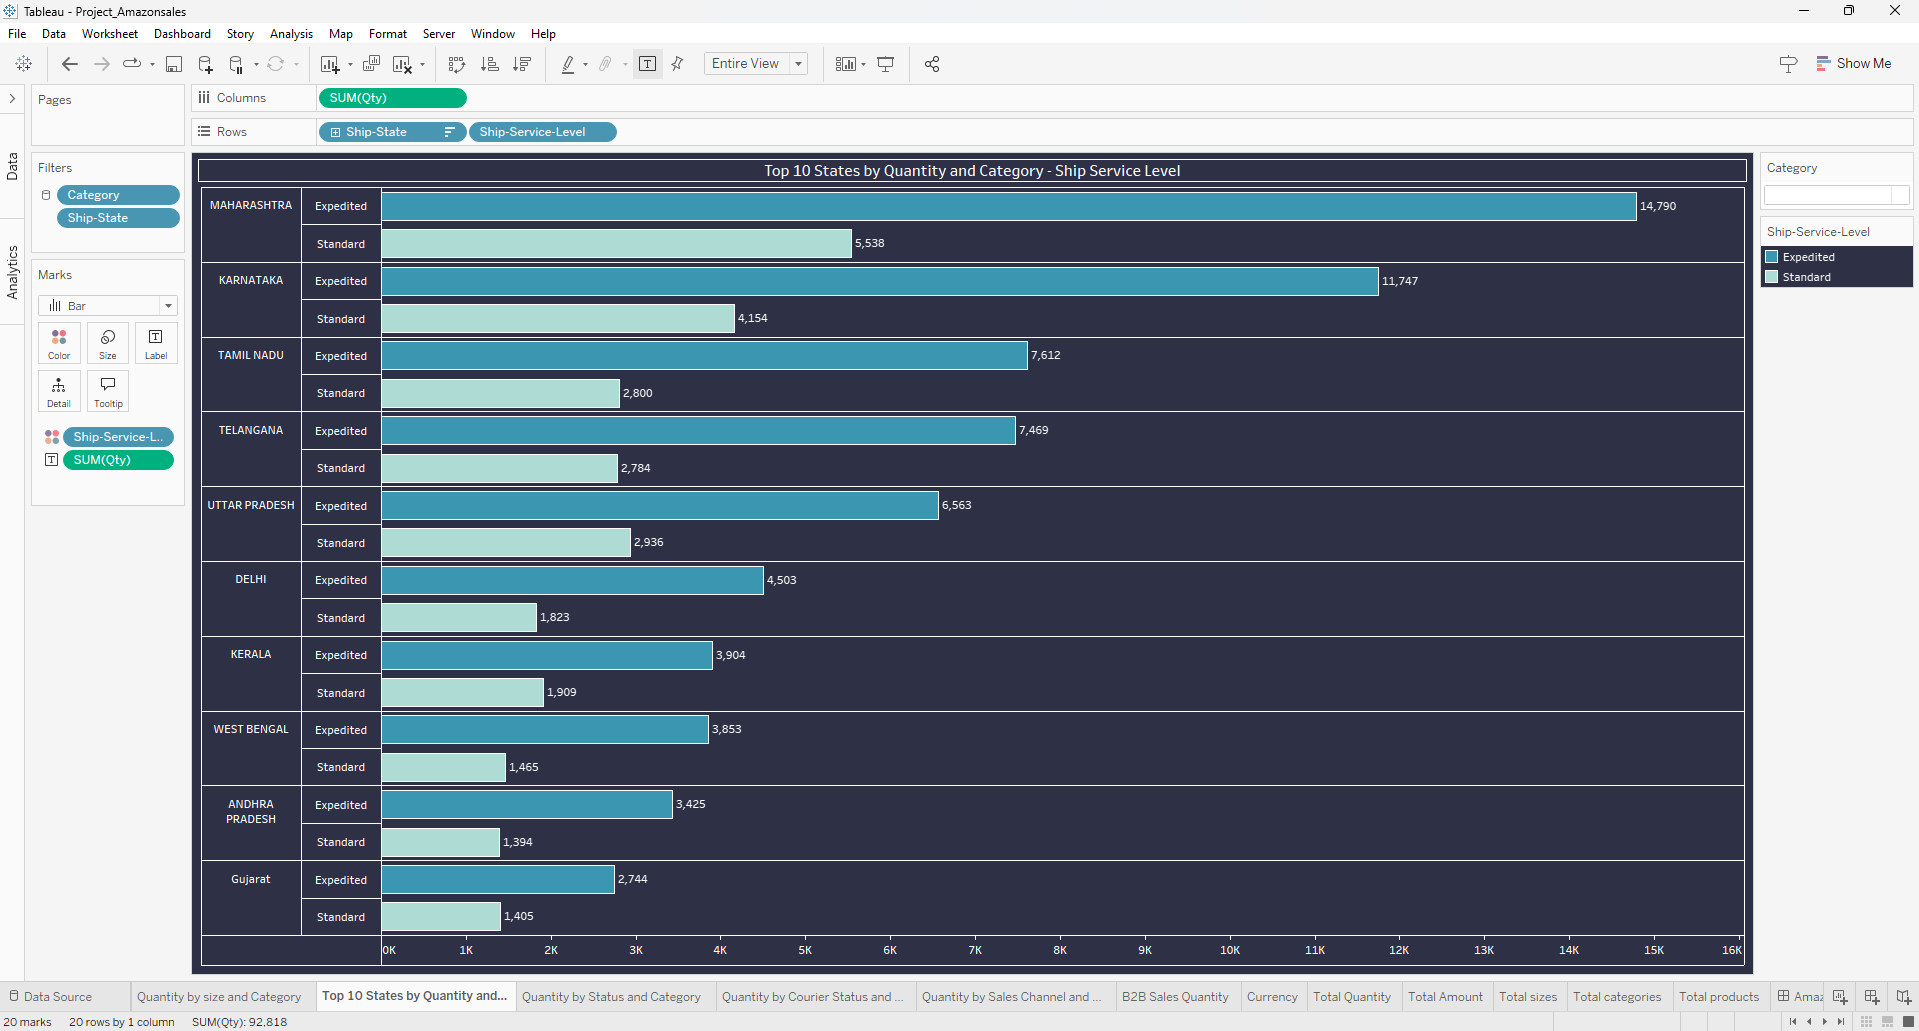 Tableau - Project_Amazonsales
File Data Worksheet Dashboard Story Analysis Map Format Server Window Help
Entire View
Show Me
Data
Analytics
Pages
Filters
Category
Ship-State
Marks
Bar
Color Size Label
Detail Tooltip
Ship-Service-L..
SUM(Qty)
Columns SUM(Qty)
Rows Ship-State Ship-Service-Level
Top 10 States by Quantity and Category - Ship Service Level
MAHARASHTRA Expedited 14,790
Standard 5,538
KARNATAKA Expedited 11,747
Standard 4,154
TAMIL NADU Expedited 7,612
Standard 2,800
TELANGANA Expedited 7,469
Standard 2,784
UTTAR PRADESH Expedited 6,563
Standard 2,936
DELHI Expedited 4,503
Standard 1,823
KERALA Expedited 3,904
Standard 1,909
WEST BENGAL Expedited 3,853
Standard 1,465
ANDHRA PRADESH Expedited 3,425
Standard 1,394
Gujarat Expedited 2,744
Standard 1,405
0K 1K 2K 3K 4K 5K 6K 7K 8K 9K 10K 11K 12K 13K 14K 15K 16K
Category
Ship-Service-Level
Expedited
Standard
Data Source Quantity by size and Category Top 10 States by Quantity and... Quantity by Status and Category Quantity by Courier Status and ... Quantity by Sales Channel and ... B2B Sales Quantity Currency Total Quantity Total Amount Total sizes Total categories Total products Amaz
20 marks 20 rows by 1 column SUM(Qty): 92,818